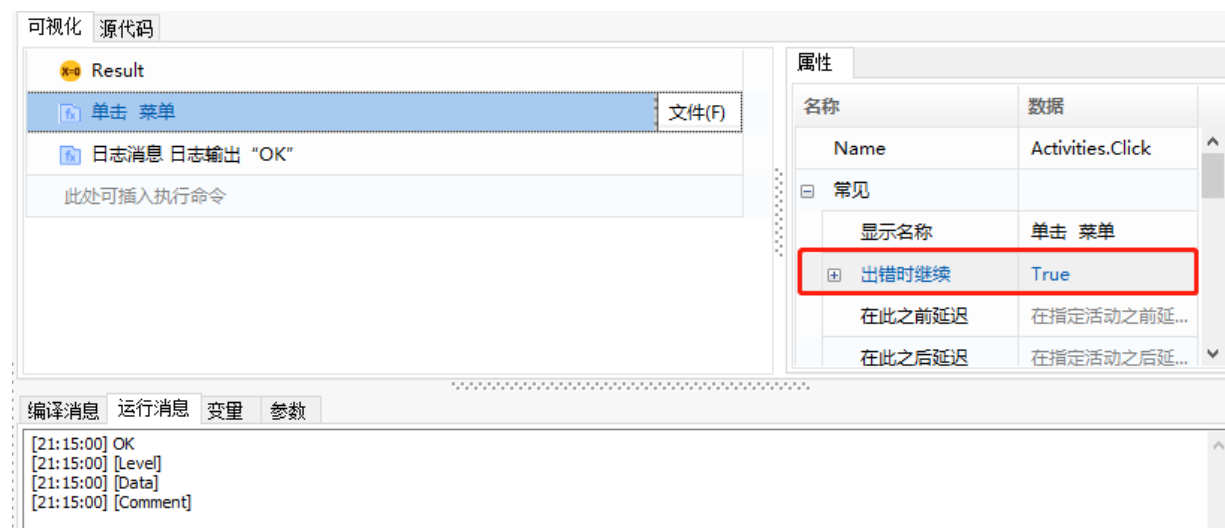 可视化 源代码
x=0 Result
fx 单击 菜单 文件(F)
fx 日志消息 日志输出 “OK”
此处可插入执行命令
属性
名称 数据
Name Activities.Click
常见
显示名称 单击 菜单
出错时继续 True
在此之前延迟 在指定活动之前延...
在此之后延迟 在指定活动之后延...
编译消息 运行消息 变量 参数
[21:15:00] OK
[21:15:00] [Level]
[21:15:00] [Data]
[21:15:00] [Comment]